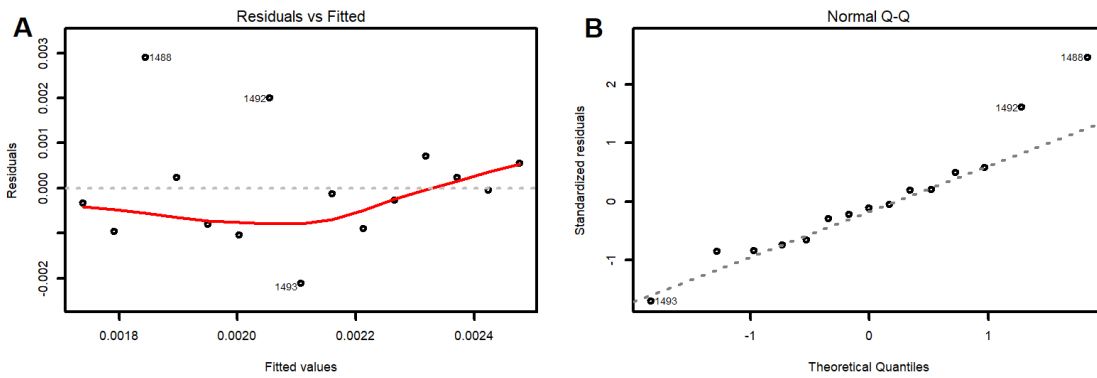 A
Residuals vs Fitted
Residuals
0.003
0.002
0.001
0.000
-0.002
1488
1492
1493
0.0018
0.0020
0.0022
0.0024
Fitted values
B
Normal Q-Q
Standardized residuals
2
1
0
-1
1488
1492
1493
-1
0
1
Theoretical Quantiles